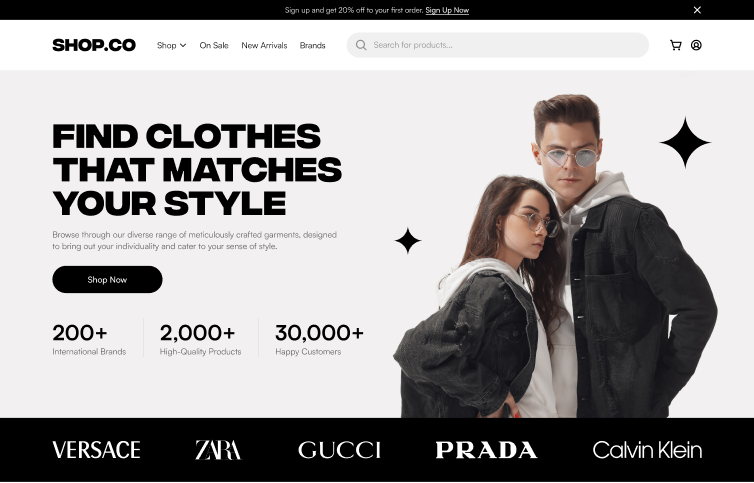 Sign up and get 20% off to your first order. Sign Up Now
SHOP.CO
Shop
On Sale
New Arrivals
Brands
Search for products...
FIND CLOTHES
THAT MATCHES
YOUR STYLE
Browse through our diverse range of meticulously crafted garments, designed
to bring out your individuality and cater to your sense of style.
Shop Now
200+
International Brands
2,000+
High-Quality Products
30,000+
Happy Customers
VERSACE
ZARA
GUCCI
PRADA
Calvin Klein